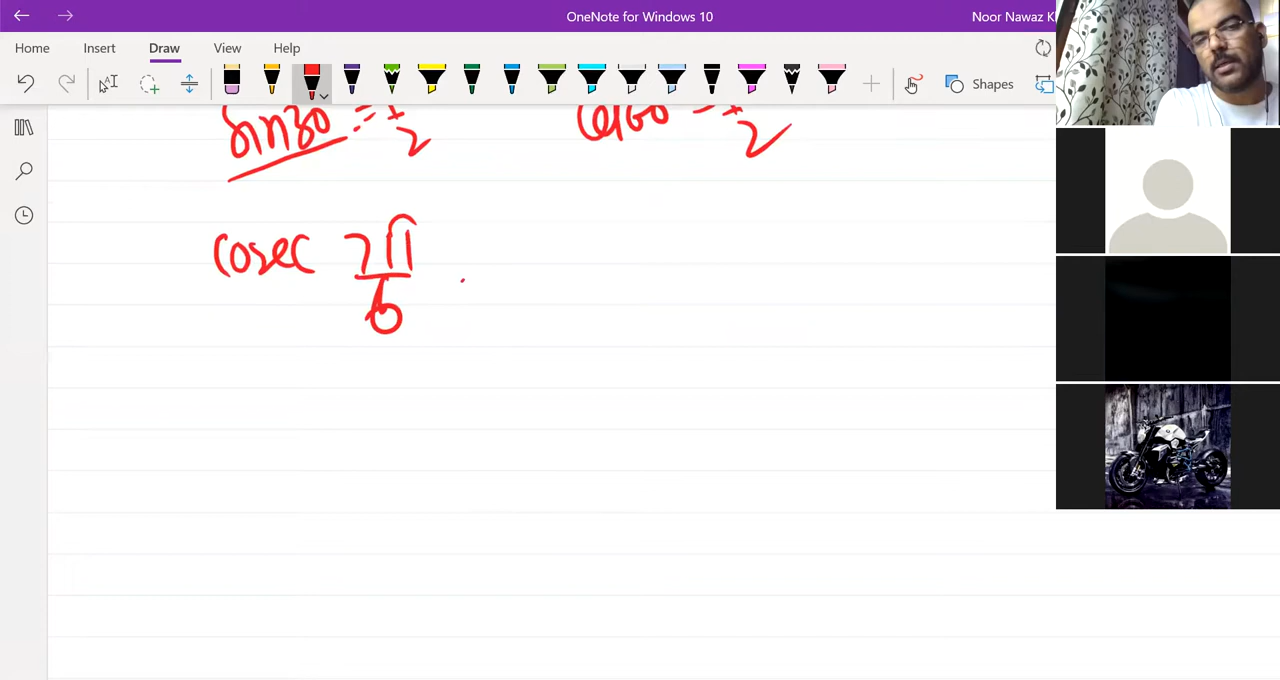 OneNote for Windows 10
Noor Nawaz K
Home Insert Draw View Help
Shapes
sin30 = 1/2
cos60 = 1/2
cosec 7π/6